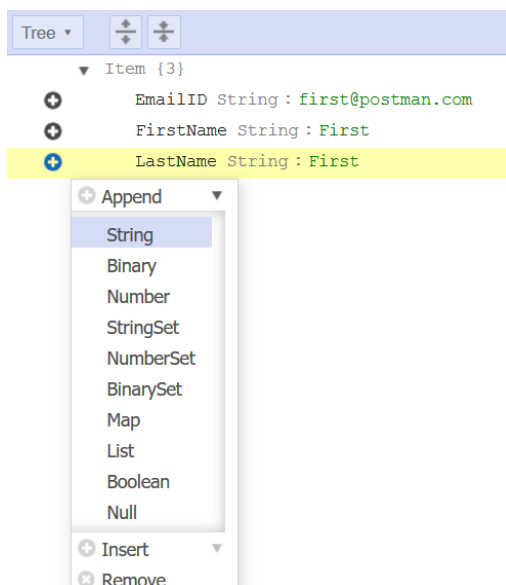 Tree
Item {3}
EmailID String : first@postman.com
FirstName String : First
LastName String : First
Append
String
Binary
Number
StringSet
NumberSet
BinarySet
Map
List
Boolean
Null
Insert
Remove